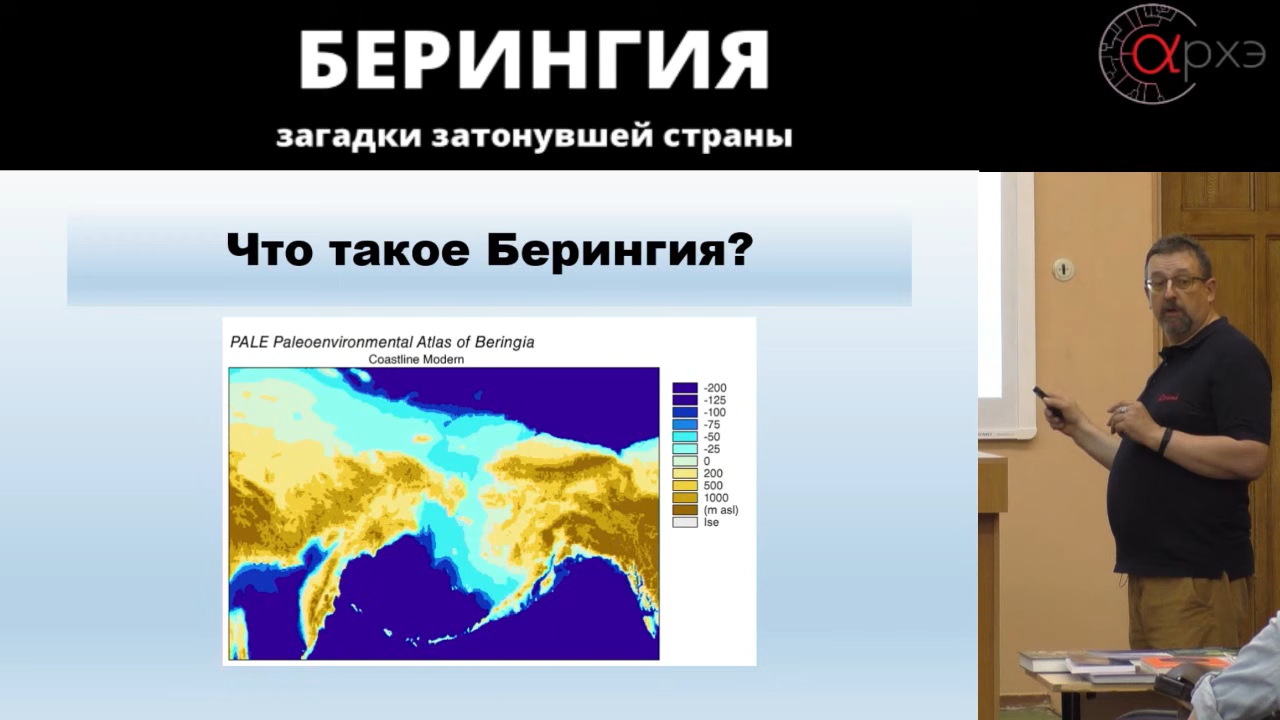 БЕРИНГИЯ
загадки затонувшей страны
αрхэ
Что такое Берингия?
PALE Paleoenvironmental Atlas of Beringia
Coastline Modern
-200
-125
-100
-75
-50
-25
0
200
500
1000
(m asl)
Ise